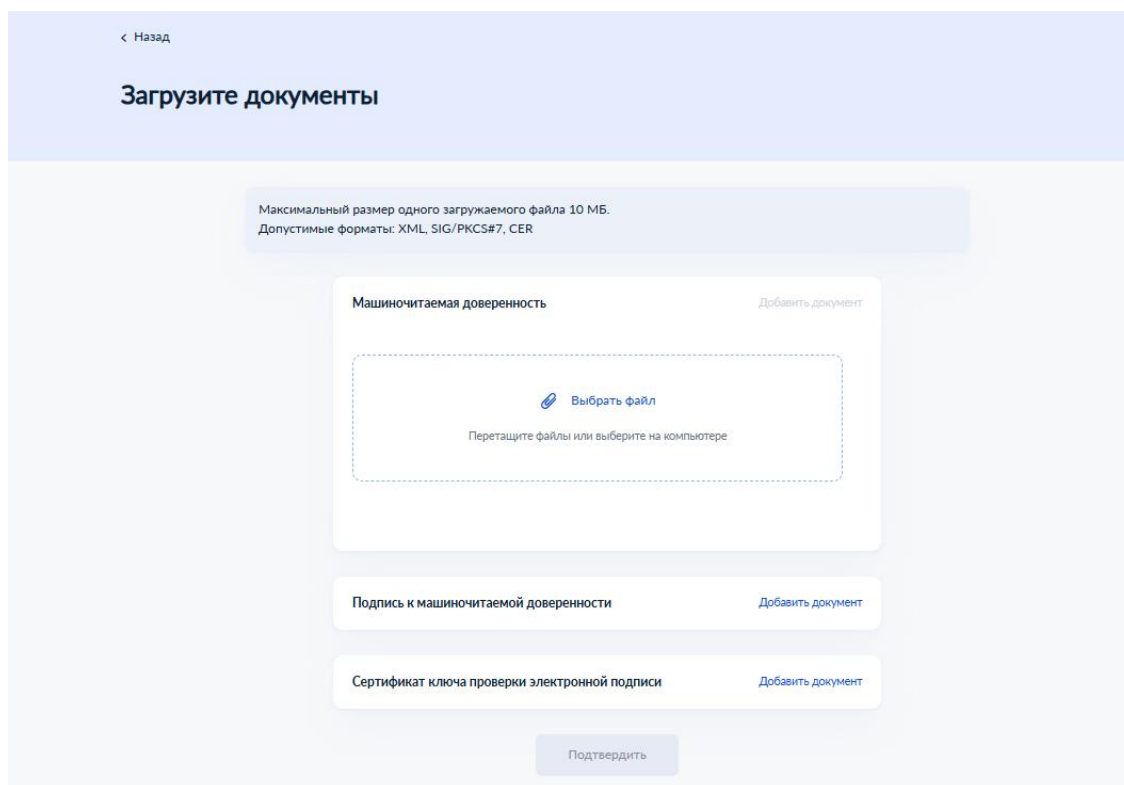 Назад
Загрузите документы
Максимальный размер одного загружаемого файла 10 МБ.
Допустимые форматы: XML, SIG/PKCS#7, CER
Машиночитаемая доверенность
Добавить документ
Выбрать файл
Перетащите файлы или выберите на компьютере
Подпись к машиночитаемой доверенности
Добавить документ
Сертификат ключа проверки электронной подписи
Добавить документ
Подтвердить